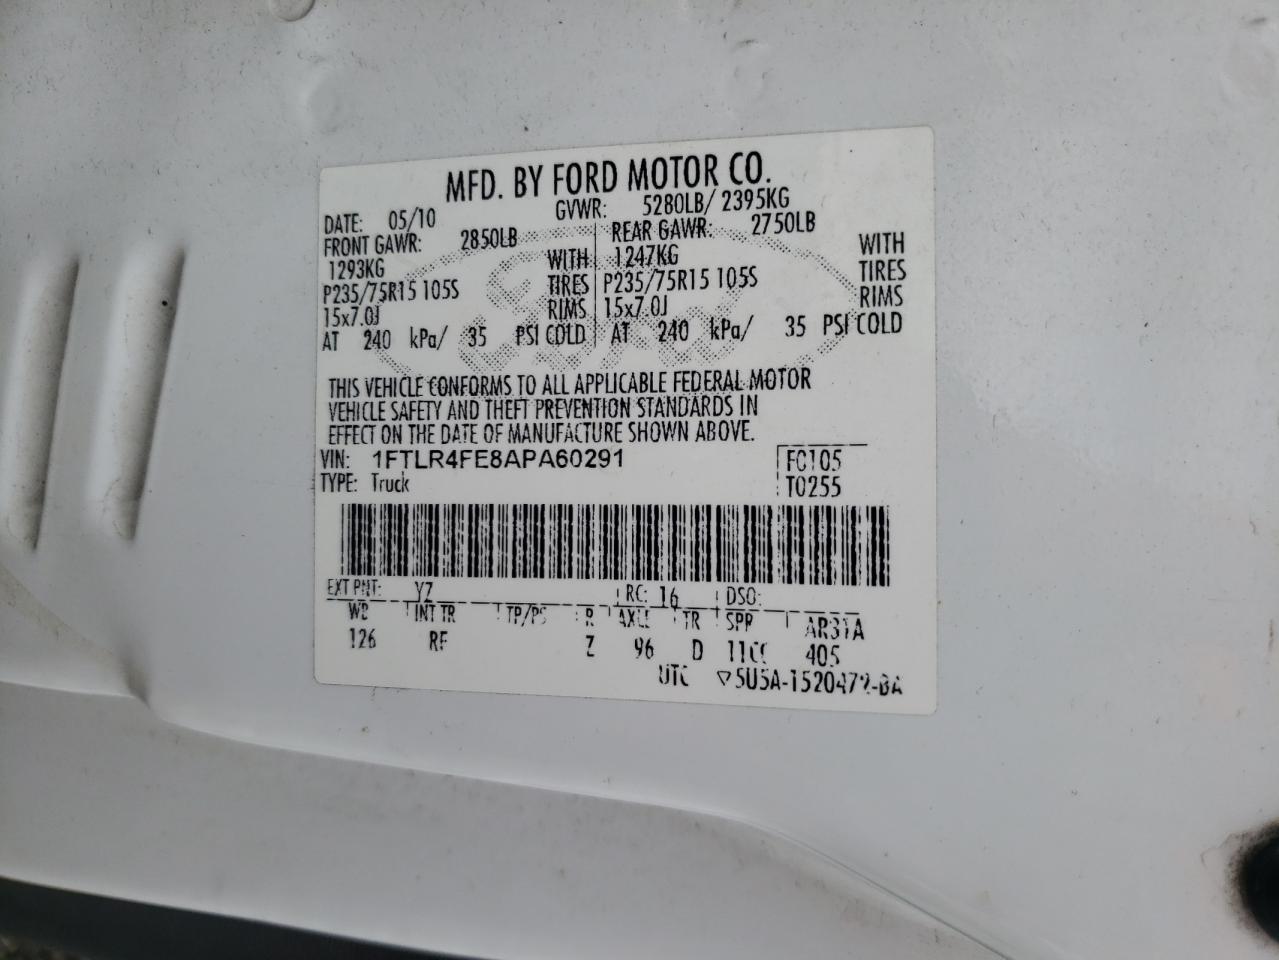 MFD. BY FORD MOTOR CO.
DATE: 05/10 GVWR: 5280LB/ 2395KG
FRONT GAWR: 2850LB REAR GAWR: 2750LB
1293KG WITH 1247KG WITH
P235/75R15 105S TIRES P235/75R15 105S TIRES
15x7.0J RIMS 15x7.0J RIMS
AT 240 kPa/ 35 PSI COLD AT 240 kPa/ 35 PSI COLD
THIS VEHICLE CONFORMS TO ALL APPLICABLE FEDERAL MOTOR
VEHICLE SAFETY AND THEFT PREVENTION STANDARDS IN
EFFECT ON THE DATE OF MANUFACTURE SHOWN ABOVE.
VIN: 1FTLR4FE8APA60291 F0105
TYPE: Truck T0255
EXT PNT: YZ RC: 16 DSO:
WB INT TR TP/PS R AXLE TR SPR AR31A
126 RF Z 96 D 405
UTC